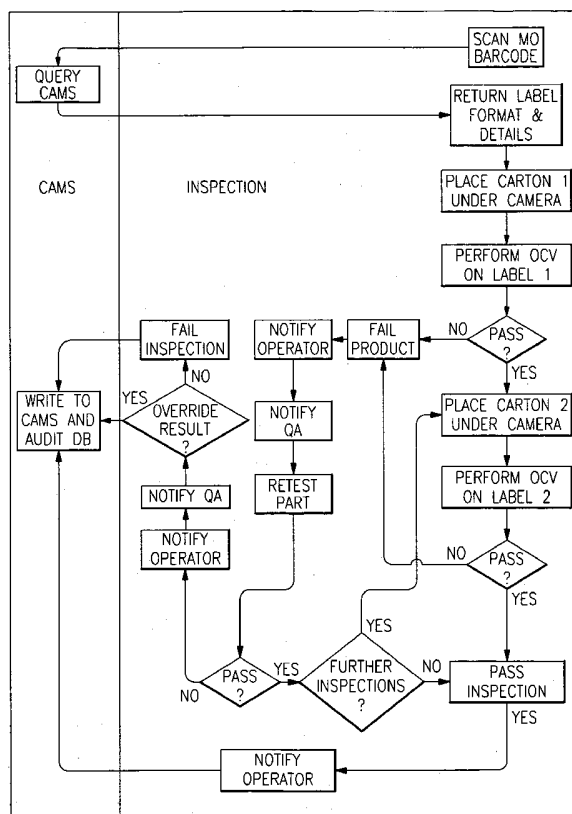 SCAN MO
BARCODE
QUERY
CAMS
RETURN LABEL
FORMAT &
DETAILS
CAMS
INSPECTION
PLACE CARTON 1
UNDER CAMERA
PERFORM OCV
ON LABEL 1
PASS
?
NO
YES
FAIL
PRODUCT
NOTIFY
OPERATOR
NOTIFY
QA
RETEST
PART
FAIL
INSPECTION
NO
YES
OVERRIDE
RESULT
?
WRITE TO
CAMS AND
AUDIT DB
NOTIFY QA
NOTIFY
OPERATOR
PLACE CARTON 2
UNDER CAMERA
PERFORM OCV
ON LABEL 2
NO
PASS
?
YES
YES
NO
PASS
?
YES
FURTHER
INSPECTIONS
?
NO
PASS
INSPECTION
YES
NOTIFY
OPERATOR